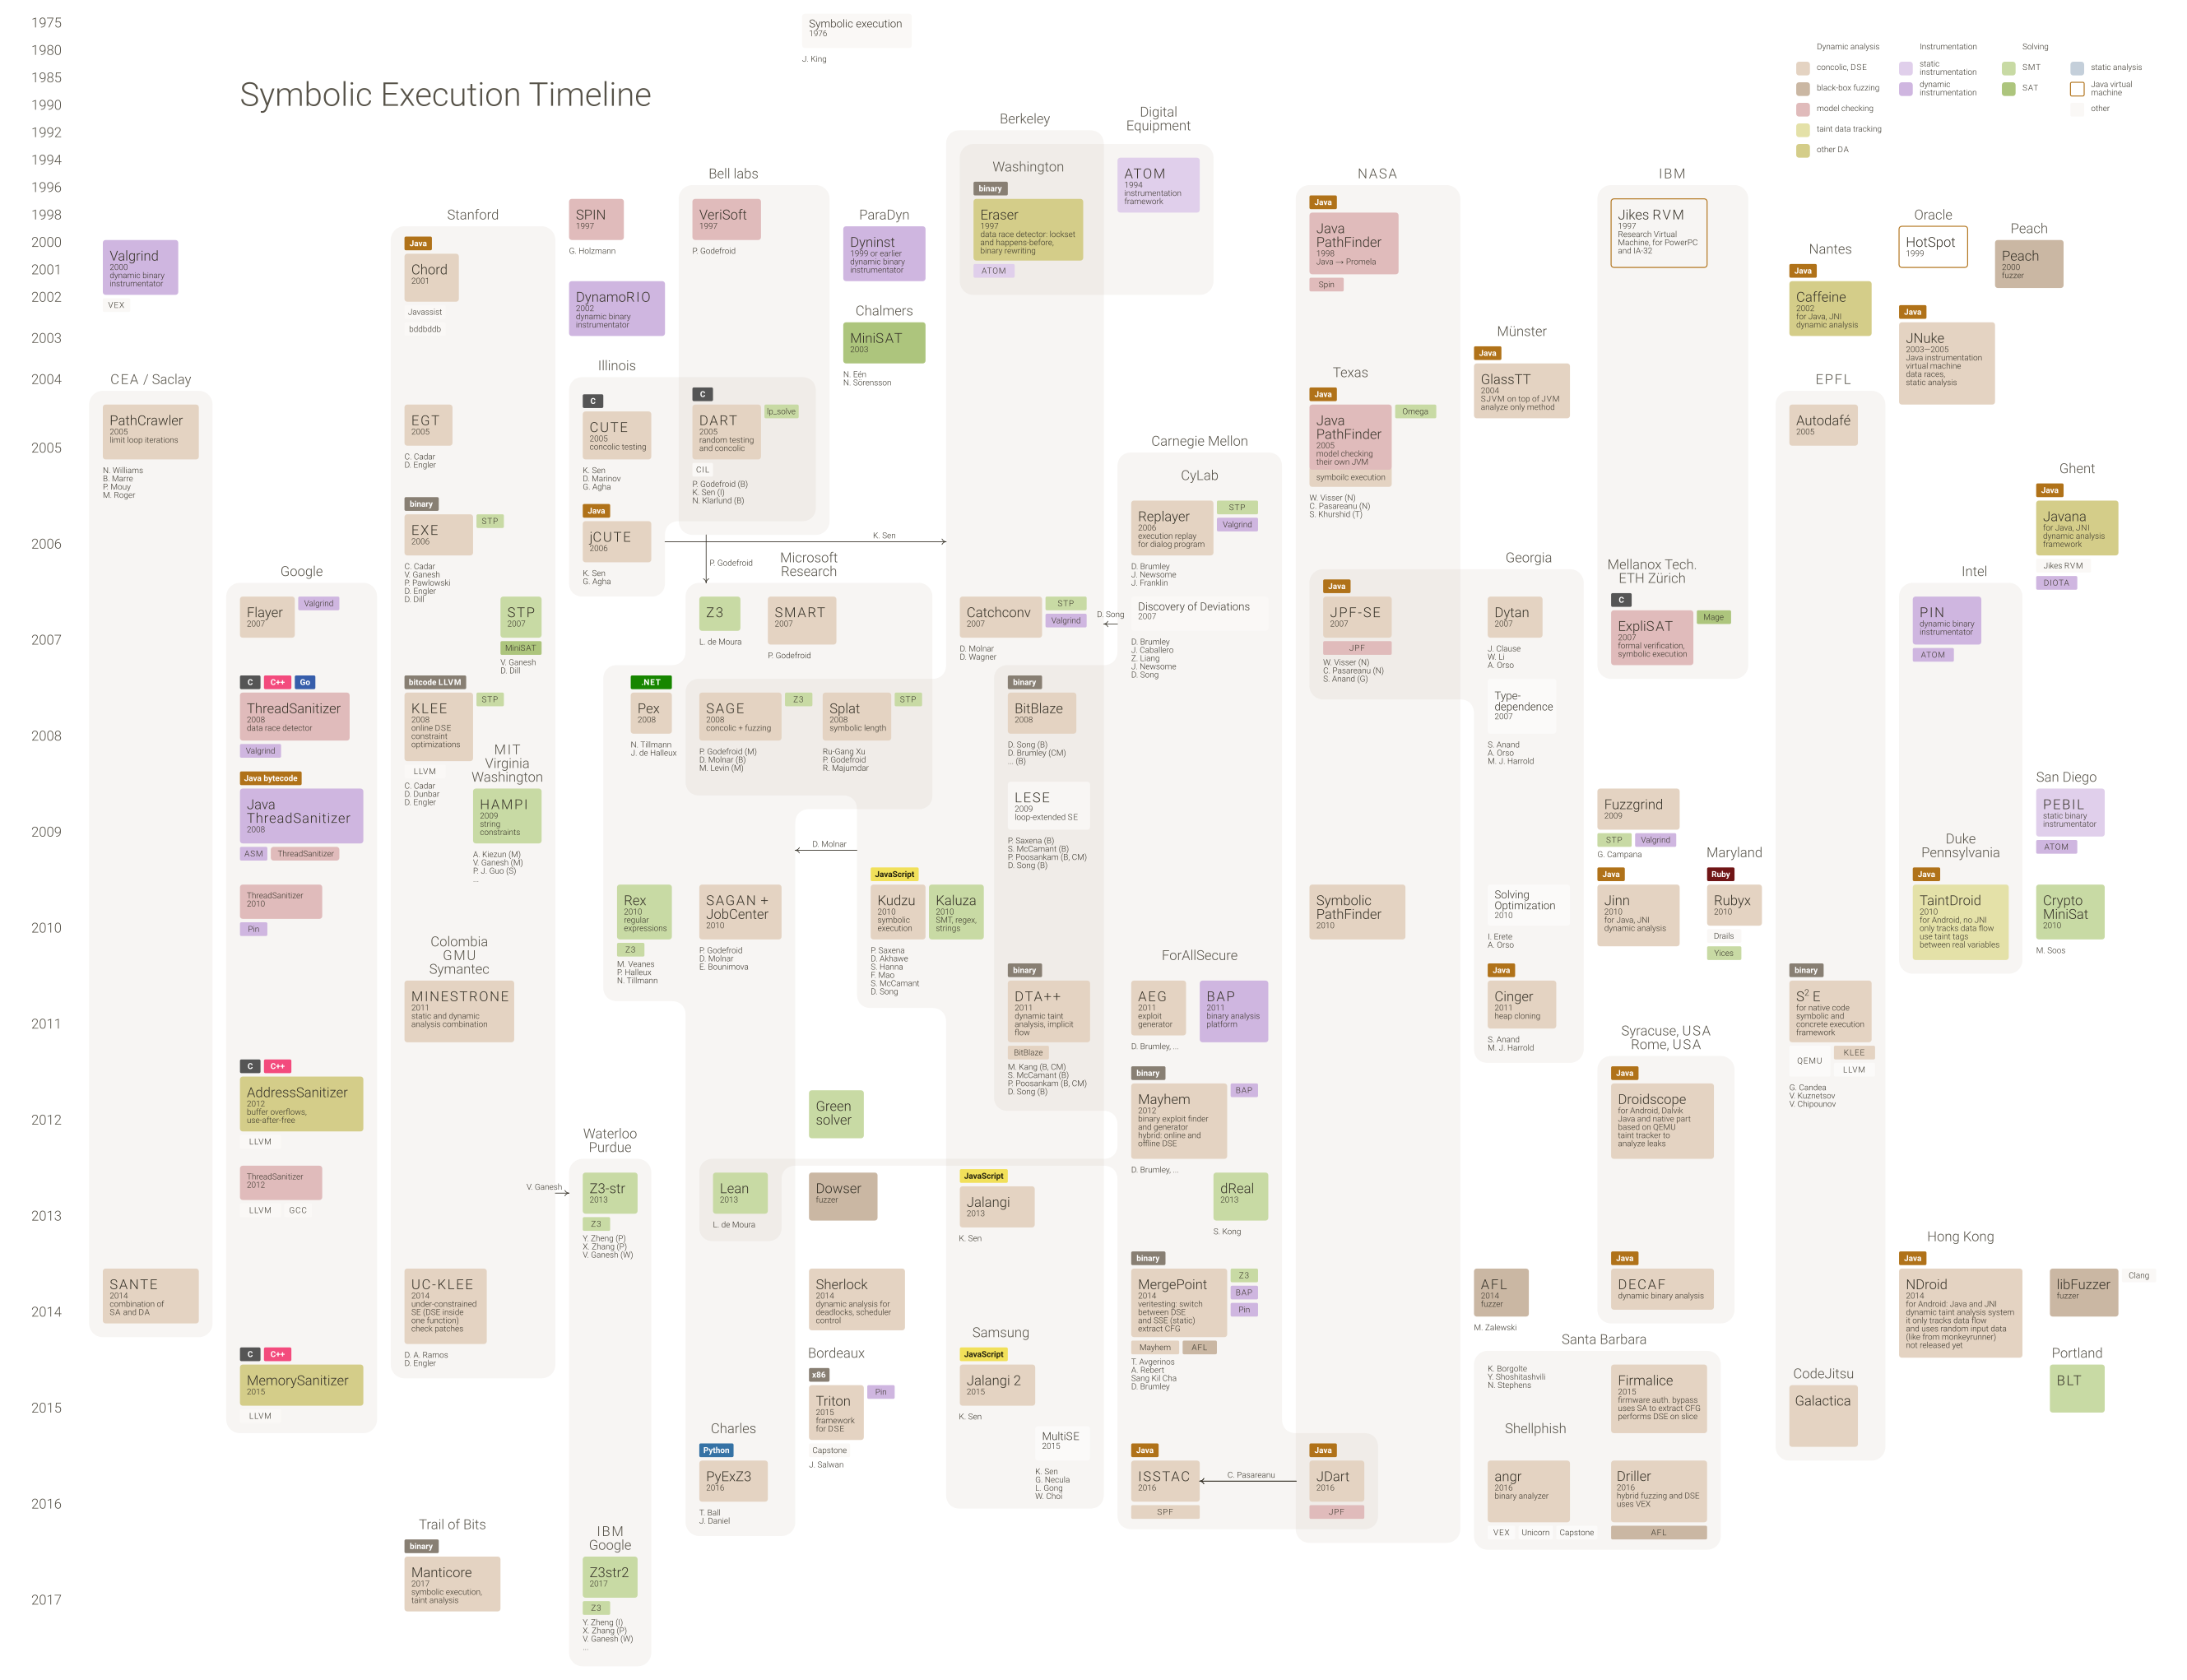 Symbolic Execution Timeline
1975
1980
1985
1990
1992
1994
1996
1998
2000
2001
2002
2003
2004
2005
2006
2007
2008
2009
2010
2011
2012
2013
2014
2015
2016
2017
Dynamic analysis
concolic, DSE
black-box fuzzing
model checking
taint data tracking
other DA
Instrumentation
static
instrumentation
dynamic
instrumentation
Solving
SMT
SAT
static analysis
Java virtual
machine
other
Symbolic execution
1976
J. King
Valgrind
2000
dynamic binary
instrumentator
VEX
CEA / Saclay
PathCrawler
2005
limit loop iterations
N. Williams
B. Marre
P. Mouy
M. Roger
SANTE
2014
combination of
SA and DA
Google
Flayer
2007
Valgrind
C
C++
Go
ThreadSanitizer
2008
data race detector
Valgrind
Java bytecode
Java
ThreadSanitizer
2008
ASM
ThreadSanitizer
ThreadSanitizer
2010
Pin
C
C++
AddressSanitizer
2012
buffer overflows,
use-after-free
LLVM
ThreadSanitizer
2012
LLVM
GCC
C
C++
MemorySanitizer
2015
LLVM
Stanford
Java
Chord
2001
Javassist
bddbddb
EGT
2005
C. Cadar
D. Engler
binary
EXE
2006
STP
C. Cadar
V. Ganesh
P. Pawlowski
D. Engler
D. Dill
STP
2007
MiniSAT
V. Ganesh
D. Dill
bitcode LLVM
KLEE
2008
online DSE
constraint
optimizations
STP
LLVM
C. Cadar
D. Dunbar
D. Engler
MIT
Virginia
Washington
HAMPI
2009
string
constraints
A. Kiezun (M)
V. Ganesh (M)
P. J. Guo (S)
...
Colombia
GMU
Symantec
MINESTRONE
2011
static and dynamic
analysis combination
UC-KLEE
2014
under-constrained
SE (DSE inside
one function)
check patches
D. A. Ramos
D. Engler
Trail of Bits
binary
Manticore
2017
symbolic execution,
taint analysis
SPIN
1997
G. Holzmann
DynamoRIO
2002
dynamic binary
instrumentator
Illinois
C
CUTE
2005
concolic testing
K. Sen
D. Marinov
G. Agha
Java
jCUTE
2006
K. Sen
G. Agha
K. Sen
Bell labs
VeriSoft
1997
P. Godefroid
C
DART
2005
random testing
and concolic
lp_solve
CIL
P. Godefroid (B)
K. Sen (I)
N. Klarlund (B)
P. Godefroid
Microsoft
Research
Z3
L. de Moura
SMART
2007
P. Godefroid
.NET
Pex
2008
N. Tillmann
J. de Halleux
SAGE
2008
concolic + fuzzing
Z3
P. Godefroid (M)
D. Molnar (B)
M. Levin (M)
Splat
2008
symbolic length
STP
Ru-Gang Xu
P. Godefroid
R. Majumdar
D. Molnar
Rex
2010
regular
expressions
Z3
M. Veanes
P. Halleux
N. Tillmann
SAGAN +
JobCenter
2010
P. Godefroid
D. Molnar
E. Bounimova
JavaScript
Kudzu
2010
symbolic
execution
Kaluza
2010
SMT, regex,
strings
P. Saxena
D. Akhawe
S. Hanna
F. Mao
S. McCamant
D. Song
Green
solver
Waterloo
Purdue
V. Ganesh
Z3-str
2013
Z3
Y. Zheng (P)
X. Zhang (P)
V. Ganesh (W)
Lean
2013
L. de Moura
Dowser
fuzzer
Sherlock
2014
dynamic analysis for
deadlocks, scheduler
control
Bordeaux
x86
Triton
2015
framework
for DSE
Pin
Capstone
J. Salwan
Charles
Python
PyExZ3
2016
T. Ball
J. Daniel
IBM
Google
Z3str2
2017
Z3
Y. Zheng (I)
X. Zhang (P)
V. Ganesh (W)
...
ParaDyn
Dyninst
1999 or earlier
dynamic binary
instrumentator
Chalmers
MiniSAT
2003
N. Eén
N. Sörensson
Berkeley
Washington
binary
Eraser
1997
data race detector: lockset
and happens-before,
binary rewriting
ATOM
Digital
Equipment
ATOM
1994
instrumentation
framework
Catchconv
2007
STP
Valgrind
D. Molnar
D. Wagner
D. Song
binary
BitBlaze
2008
D. Song (B)
D. Brumley (CM)
... (B)
LESE
2009
loop-extended SE
P. Saxena (B)
S. McCamant (B)
P. Poosankam (B, CM)
D. Song (B)
binary
DTA++
2011
dynamic taint
analysis, implicit
flow
BitBlaze
M. Kang (B, CM)
S. McCamant (B)
P. Poosankam (B, CM)
D. Song (B)
JavaScript
Jalangi
2013
K. Sen
Samsung
JavaScript
Jalangi 2
2015
K. Sen
MultiSE
2015
K. Sen
G. Necula
L. Gong
W. Choi
Carnegie Mellon
CyLab
Replayer
2006
execution replay
for dialog program
STP
Valgrind
D. Brumley
J. Newsome
J. Franklin
Discovery of Deviations
2007
D. Brumley
J. Caballero
Z. Liang
J. Newsome
D. Song
ForAllSecure
AEG
2011
exploit
generator
D. Brumley, ...
BAP
2011
binary analysis
platform
binary
Mayhem
2012
binary exploit finder
and generator
hybrid: online and
offline DSE
BAP
D. Brumley, ...
dReal
2013
S. Kong
binary
MergePoint
2014
veritesting: switch
between DSE
and SSE (static)
extract CFG
Z3
BAP
Pin
Mayhem
AFL
T. Avgerinos
A. Rebert
Sang Kil Cha
D. Brumley
Java
ISSTAC
2016
SPF
C. Pasareanu
Java
JDart
2016
JPF
NASA
Java
Java
PathFinder
1998
Java → Promela
Spin
Texas
Java
Java
PathFinder
2005
model checking
their own JVM
symboilc execution
Omega
W. Visser (N)
C. Pasareanu (N)
S. Khurshid (T)
Java
JPF-SE
2007
JPF
W. Visser (N)
C. Pasareanu (N)
S. Anand (G)
Symbolic
PathFinder
2010
Münster
Java
GlassTT
2004
SJVM on top of JVM
analyze only method
Georgia
Dytan
2007
J. Clause
W. Li
A. Orso
Type-
dependence
2007
S. Anand
A. Orso
M. J. Harrold
Solving
Optimization
2010
I. Erete
A. Orso
Java
Cinger
2011
heap cloning
S. Anand
M. J. Harrold
AFL
2014
fuzzer
M. Zalewski
Santa Barbara
K. Borgolte
Y. Shoshitashvili
N. Stephens
Firmalice
2015
firmware auth. bypass
uses SA to extract CFG
performs DSE on slice
Shellphish
angr
2016
binary analyzer
VEX
Unicorn
Capstone
Driller
2016
hybrid fuzzing and DSE
uses VEX
AFL
IBM
Jikes RVM
1997
Research Virtual
Machine, for PowerPC
and IA-32
Mellanox Tech.
ETH Zürich
C
ExpliSAT
2007
formal verification,
symbolic execution
Mage
Fuzzgrind
2009
STP
Valgrind
G. Campana
Java
Jinn
2010
for Java, JNI
dynamic analysis
Maryland
Ruby
Rubyx
2010
Drails
Yices
Syracuse, USA
Rome, USA
Java
Droidscope
for Android, Dalvik
Java and native part
based on QEMU
taint tracker to
analyze leaks
Java
DECAF
dynamic binary analysis
Nantes
Java
Caffeine
2002
for Java, JNI
dynamic analysis
EPFL
Autodafé
2005
binary
S2E
for native code
symbolic and
concrete execution
framework
QEMU
KLEE
LLVM
G. Candea
V. Kuznetsov
V. Chipounov
CodeJitsu
Galactica
Oracle
HotSpot
1999
Java
JNuke
2003—2005
Java instrumentation
virtual machine
data races,
static analysis
Peach
Peach
2000
fuzzer
Ghent
Java
Javana
for Java, JNI
dynamic analysis
framework
Jikes RVM
DIOTA
Intel
PIN
dynamic binary
instrumentator
ATOM
San Diego
PEBIL
static binary
instrumentator
ATOM
Duke
Pennsylvania
Java
TaintDroid
2010
for Android, no JNI
only tracks data flow
use taint tags
between real variables
Crypto
MiniSat
2010
M. Soos
Hong Kong
Java
NDroid
2014
for Android: Java and JNI
dynamic taint analysis system
it only tracks data flow
and uses random input data
(like from monkeyrunner)
not released yet
libFuzzer
fuzzer
Clang
Portland
BLT